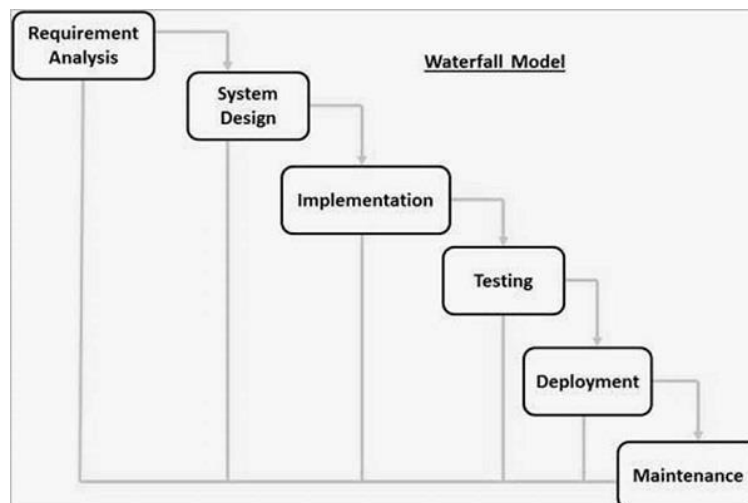 Requirement
Analysis
Waterfall Model
System
Design
Implementation
Testing
Deployment
Maintenance